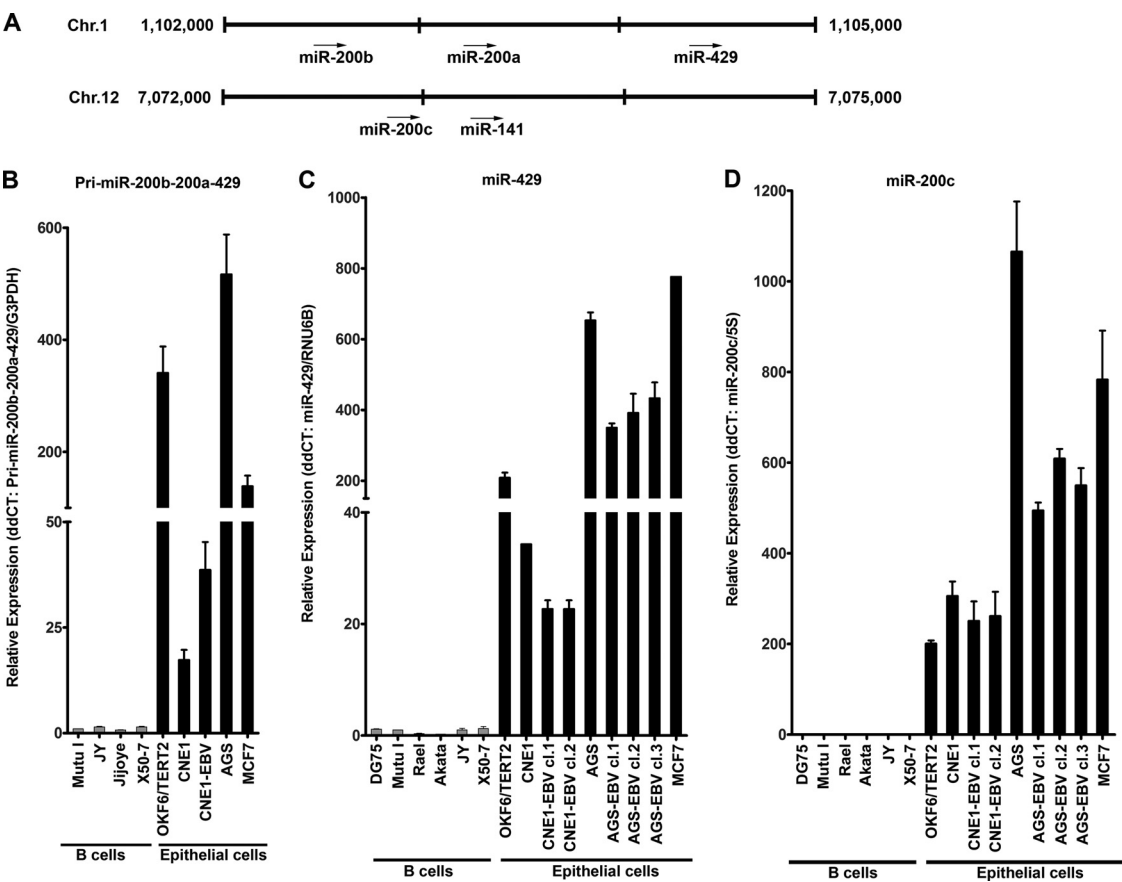 A
Chr.1 1,102,000 1,105,000
miR-200b miR-200a miR-429
Chr.12 7,072,000 7,075,000
miR-200c miR-141
B
Pri-miR-200b-200a-429
Relative Expression (ddCT: Pri-miR-200b-200a-429/G3PDH)
600
400
200
50
25
0
Mutu I
JY
Jijoye
X50-7
OKF6/TERT2
CNE1
CNE1-EBV
AGS
MCF7
B cells
Epithelial cells
C
miR-429
Relative Expression (ddCT: miR-429/RNU6B)
1000
800
600
400
200
40
20
0
DG75
Mutu I
Rael
Akata
JY
X50-7
OKF6/TERT2
CNE1
CNE1-EBV cl.1
CNE1-EBV cl.2
AGS
AGS-EBV cl.1
AGS-EBV cl.2
AGS-EBV cl.3
MCF7
B cells
Epithelial cells
D
miR-200c
Relative Expression (ddCT: miR-200c/5S)
1200
1000
800
600
400
200
0
DG75
Mutu I
Rael
Akata
JY
X50-7
OKF6/TERT2
CNE1
CNE1-EBV cl.1
CNE1-EBV cl.2
AGS
AGS-EBV cl.1
AGS-EBV cl.2
AGS-EBV cl.3
MCF7
B cells
Epithelial cells